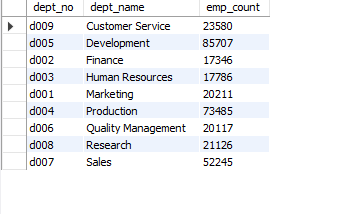 dept_no dept_name emp_count
d009 Customer Service 23580
d005 Development 85707
d002 Finance 17346
d003 Human Resources 17786
d001 Marketing 20211
d004 Production 73485
d006 Quality Management 20117
d008 Research 21126
d007 Sales 52245